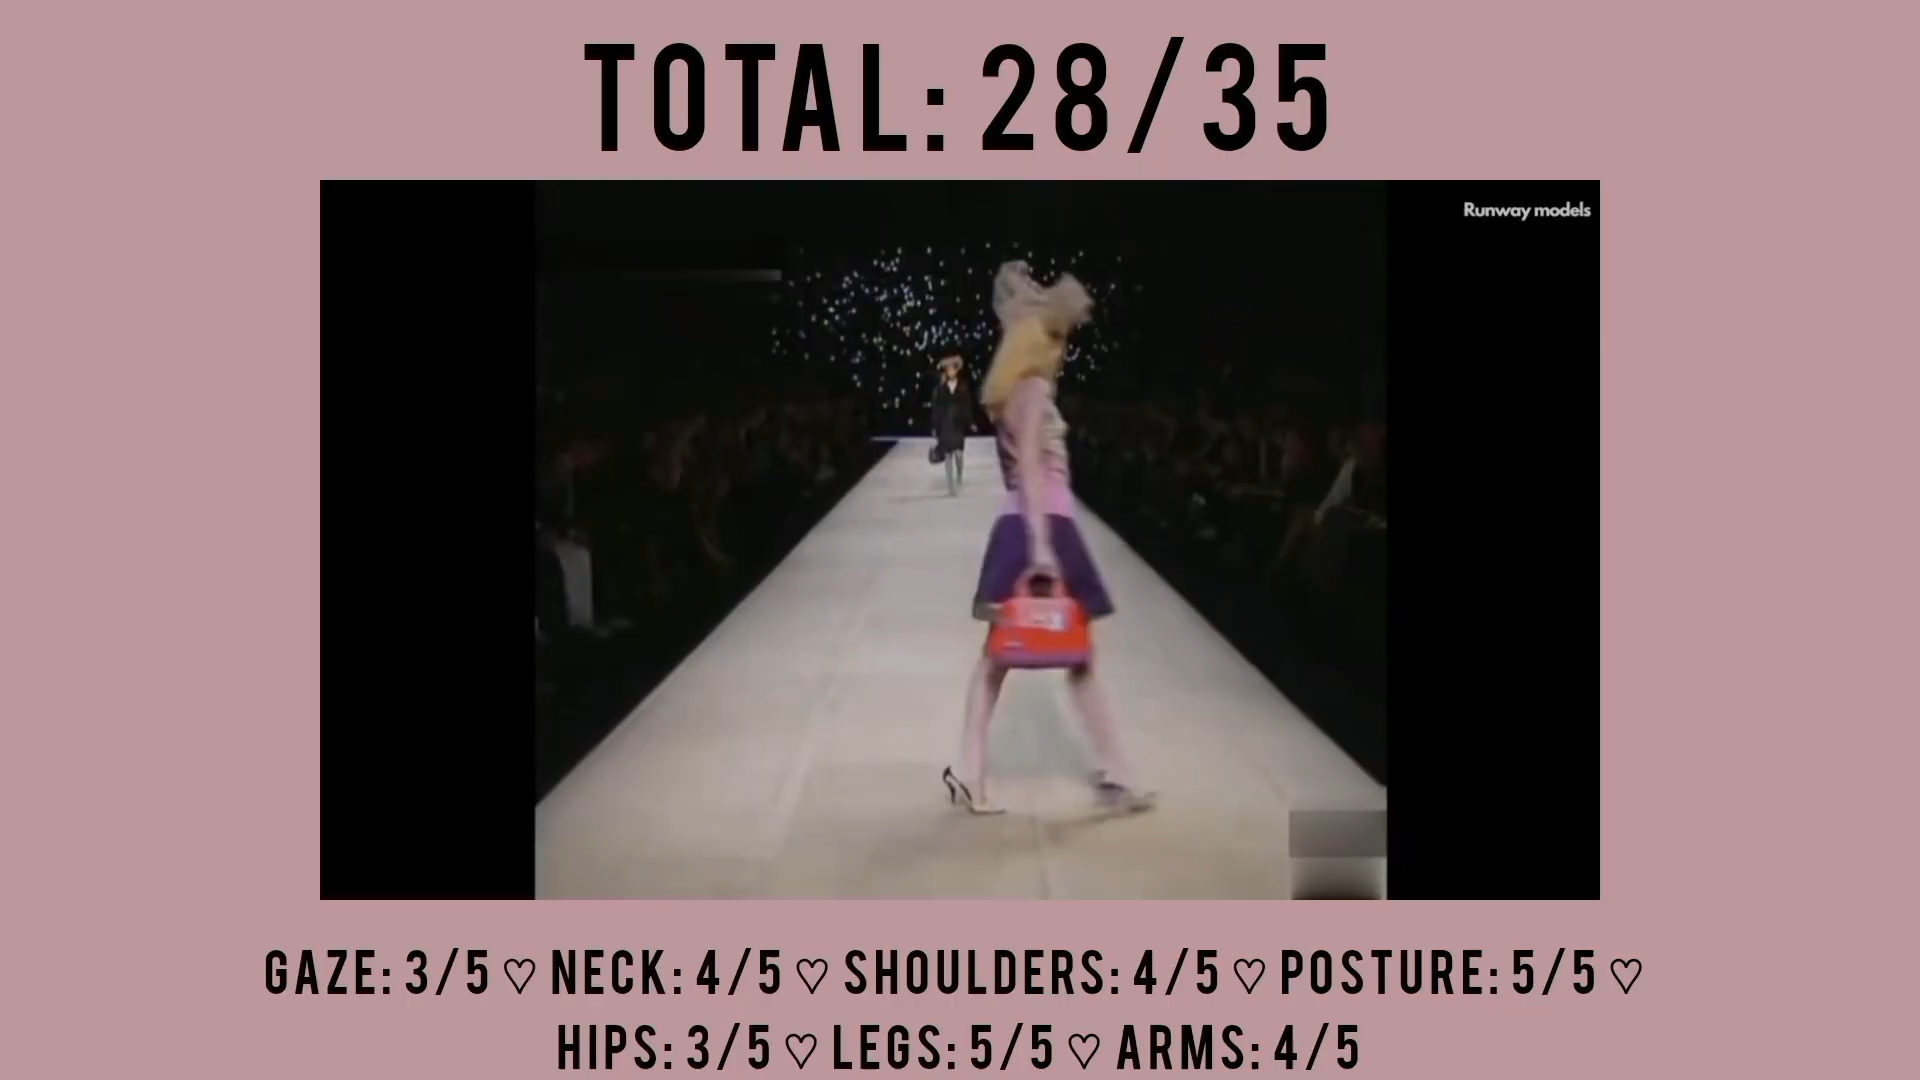 TOTAL: 28/35
Runway models
GAZE: 3/5 ♡ NECK: 4/5 ♡ SHOULDERS: 4/5 ♡ POSTURE: 5/5 ♡
HIPS: 3/5 ♡ LEGS: 5/5 ♡ ARMS: 4/5